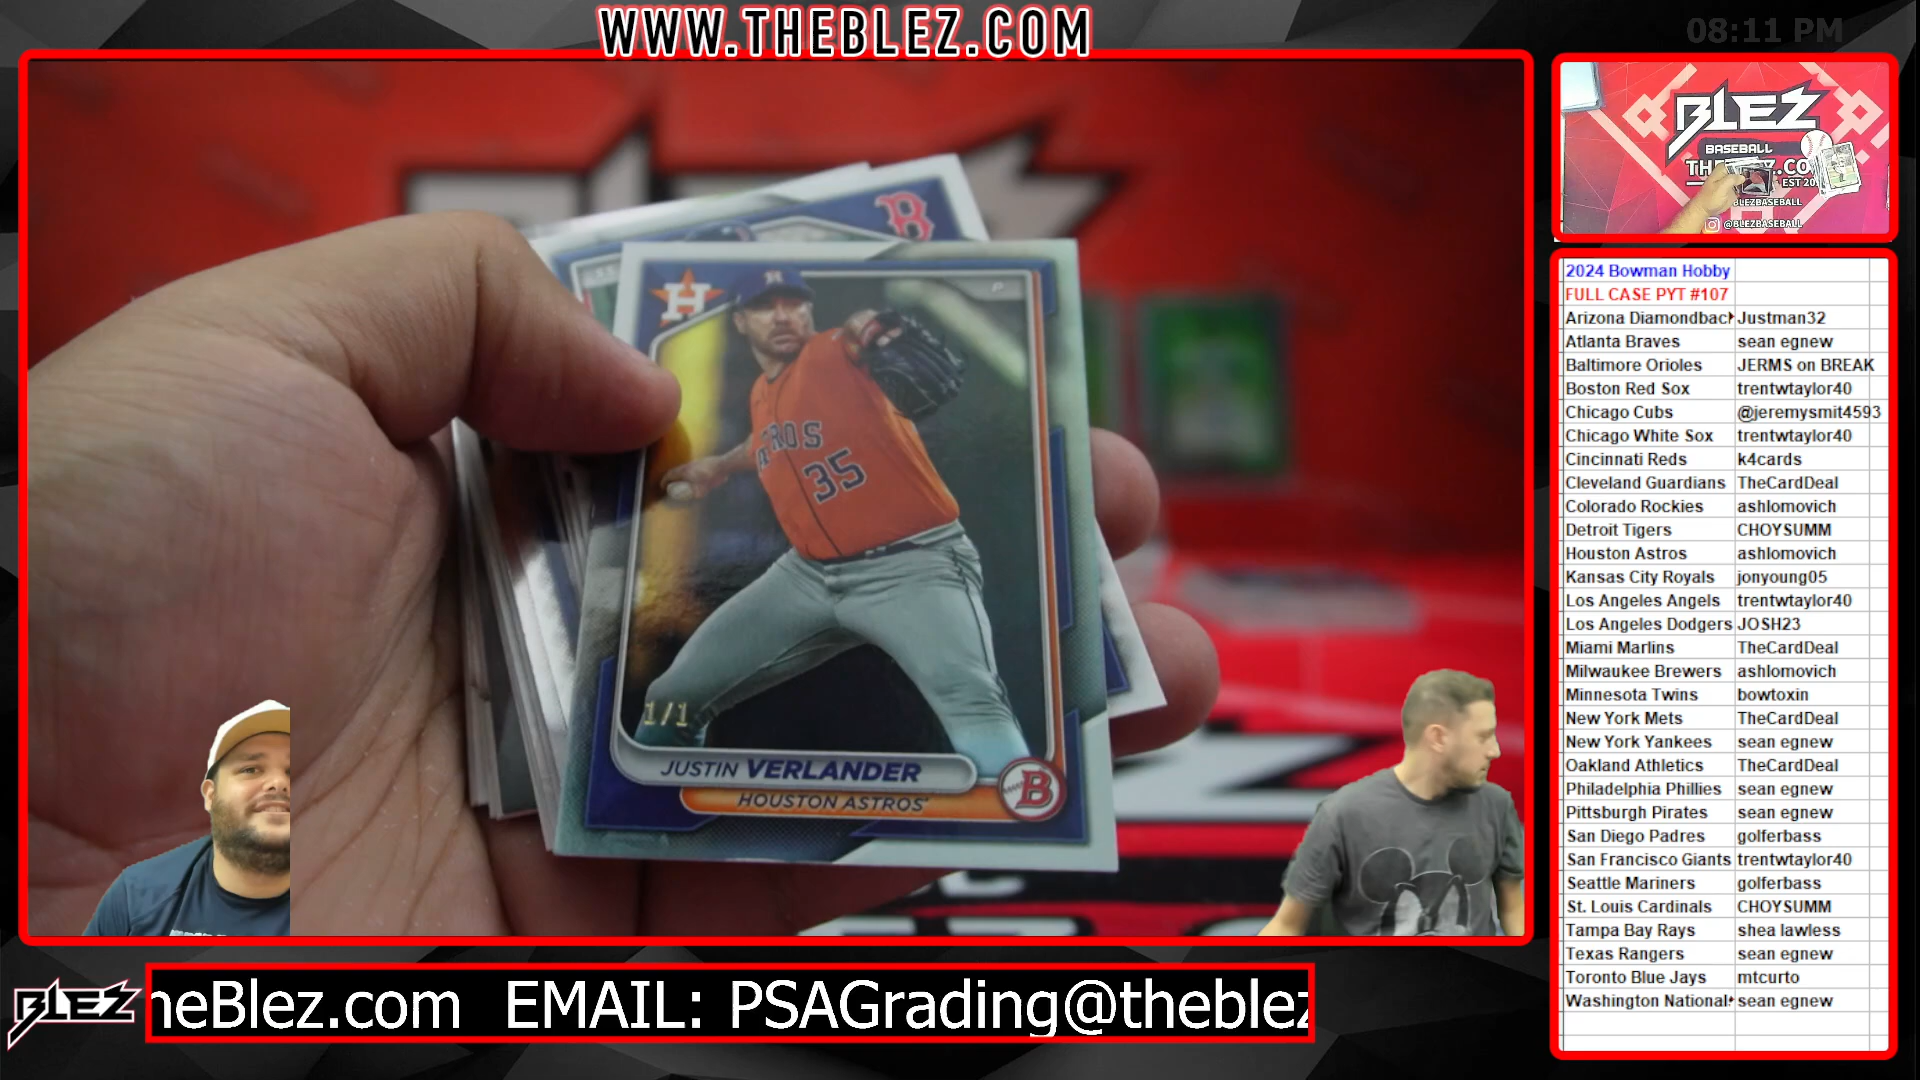 WWW.THEBLEZ.COM
08:11 PM
P
ROS
35
1/1
JUSTIN VERLANDER
HOUSTON ASTROS
B
BLEZ
BASEBALL
EST 20
BLEZBASEBALL
@BLEZBASEBALL
2024 Bowman Hobby
FULL CASE PYT #107
Arizona Diamondback Justman32
Atlanta Braves sean egnew
Baltimore Orioles JERMS on BREAK
Boston Red Sox trentwtaylor40
Chicago Cubs @jeremysmit4593
Chicago White Sox trentwtaylor40
Cincinnati Reds k4cards
Cleveland Guardians TheCardDeal
Colorado Rockies ashlomovich
Detroit Tigers CHOYSUMM
Houston Astros ashlomovich
Kansas City Royals jonyoung05
Los Angeles Angels trentwtaylor40
Los Angeles Dodgers JOSH23
Miami Marlins TheCardDeal
Milwaukee Brewers ashlomovich
Minnesota Twins bowtoxin
New York Mets TheCardDeal
New York Yankees sean egnew
Oakland Athletics TheCardDeal
Philadelphia Phillies sean egnew
Pittsburgh Pirates sean egnew
San Diego Padres golferbass
San Francisco Giants trentwtaylor40
Seattle Mariners golferbass
St. Louis Cardinals CHOYSUMM
Tampa Bay Rays shea lawless
Texas Rangers sean egnew
Toronto Blue Jays mtcurto
Washington National sean egnew
BLEZ
heBlez.com EMAIL: PSAGrading@theblez